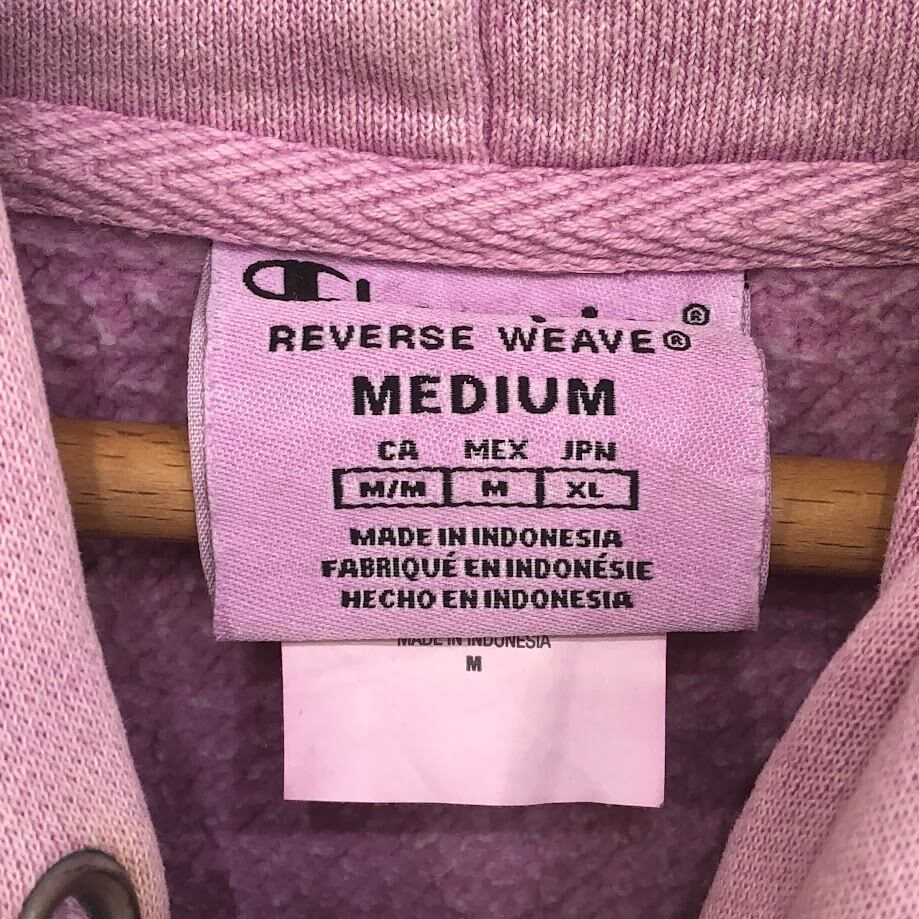 ®
REVERSE WEAVE®
MEDIUM
CA MEX JPN
M/M M XL
MADE IN INDONESIA
FABRIQUÉ EN INDONÉSIE
HECHO EN INDONESIA
MADE IN INDONESIA
M